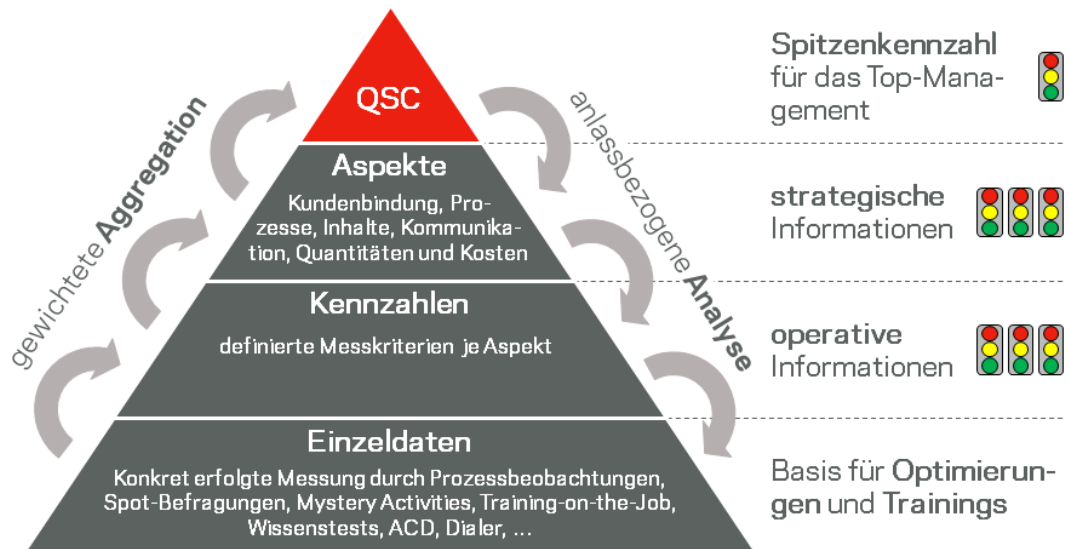 QSC
Aspekte
Kundenbindung, Pro-
zesse, Inhalte, Kommunika-
tion, Quantitäten und Kosten
Kennzahlen
definierte Messkriterien je Aspekt
Einzeldaten
Konkret erfolgte Messung durch Prozessbeobachtungen,
Spot-Befragungen, Mystery Activities, Training-on-the-Job,
Wissenstests, ACD, Dialer, ...
gewichtete Aggregation
anlassbezogene Analyse
Spitzenkennzahl
für das Top-Mana-
gement
strategische
Informationen
operative
Informationen
Basis für Optimierun-
gen und Trainings